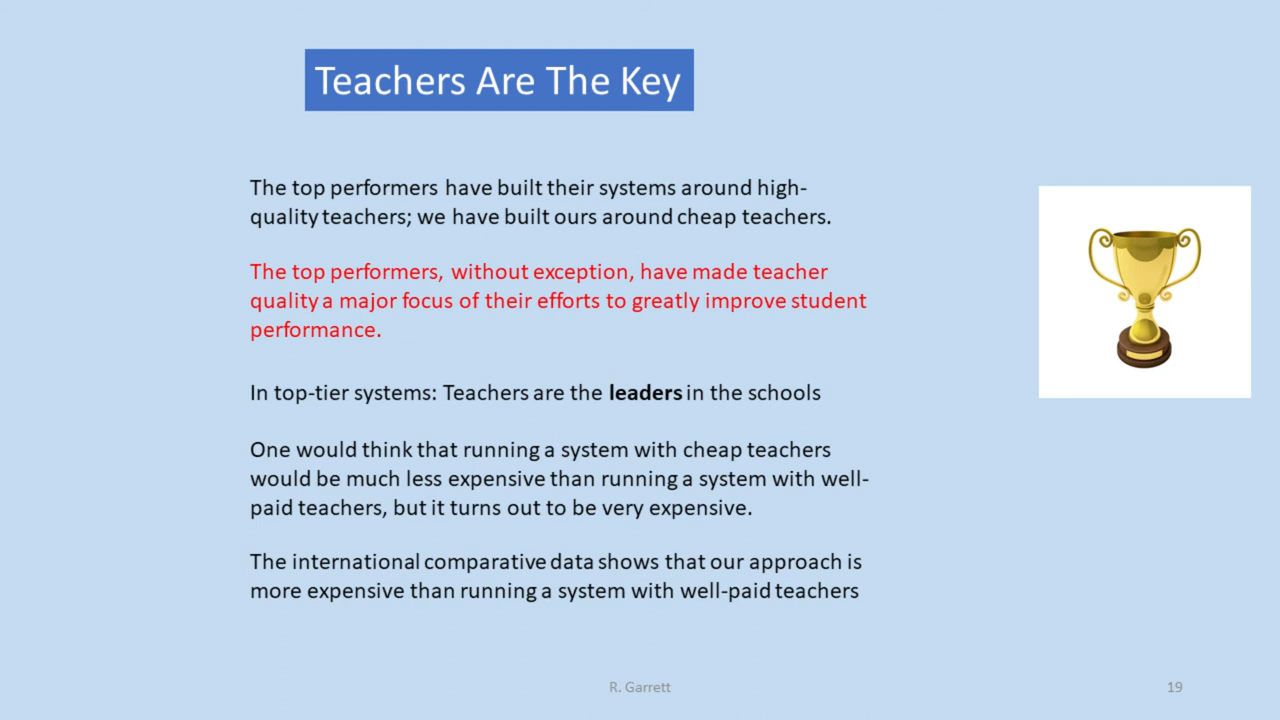 Teachers Are The Key
The top performers have built their systems around high-
quality teachers; we have built ours around cheap teachers.
The top performers, without exception, have made teacher
quality a major focus of their efforts to greatly improve student
performance.
In top-tier systems: Teachers are the leaders in the schools
One would think that running a system with cheap teachers
would be much less expensive than running a system with well-
paid teachers, but it turns out to be very expensive.
The international comparative data shows that our approach is
more expensive than running a system with well-paid teachers
R. Garrett
19